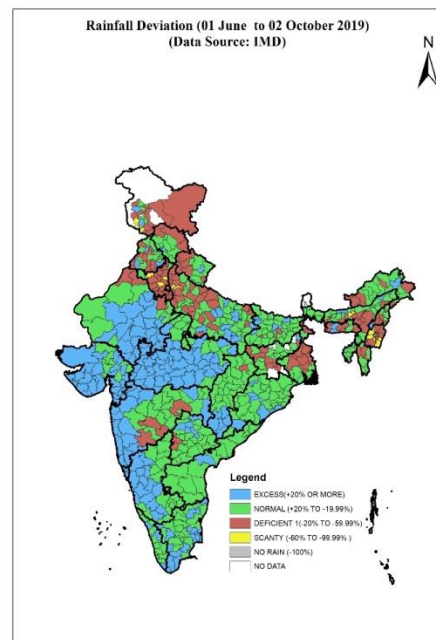 Rainfall Deviation (01 June to 02 October 2019)
(Data Source: IMD)
N
Legend
EXCESS(+20% OR MORE)
NORMAL (+20% TO -19.99%)
DEFICIENT 1(-20% TO -59.99%)
SCANTY (-60% TO -99.99% )
NO RAIN (-100%)
NO DATA